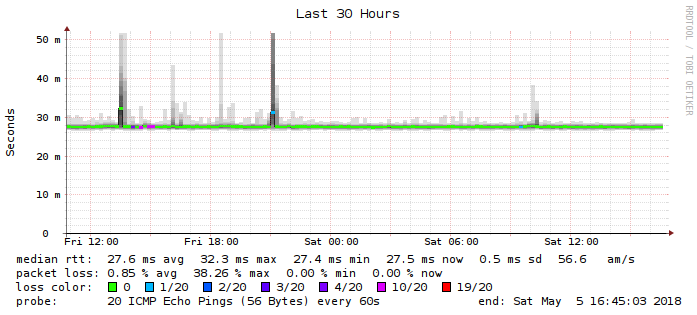 Last 30 Hours
RRDTOOL / TOBI OETIKER
Seconds
50 m
40 m
30 m
20 m
10 m
0
Fri 12:00 Fri 18:00 Sat 00:00 Sat 06:00 Sat 12:00
median rtt: 27.6 ms avg 32.3 ms max 27.4 ms min 27.5 ms now 0.5 ms sd 56.6 am/s
packet loss: 0.85 % avg 38.26 % max 0.00 % min 0.00 % now
loss color: 0 1/20 2/20 3/20 4/20 10/20 19/20
probe: 20 ICMP Echo Pings (56 Bytes) every 60s end: Sat May 5 16:45:03 2018